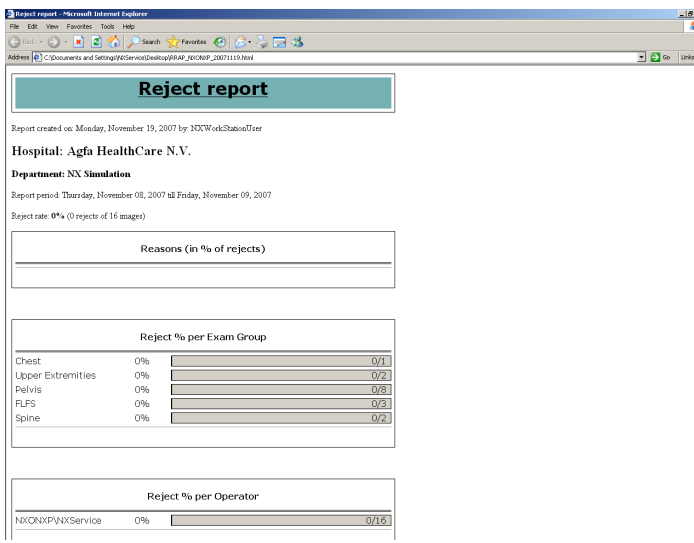 Reject report - Microsoft Internet Explorer
File Edit View Favorites Tools Help
Back Search Favorites
Address C:\Documents and Settings\NXService\Desktop\RRAP_NXONXP_20071119.html Go Links
Reject report
Report created on: Monday, November 19, 2007 by: NXWorkStationUser
Hospital: Agfa HealthCare N.V.
Department: NX Simulation
Report period: Thursday, November 08, 2007 till Friday, November 09, 2007
Reject rate: 0% (0 rejects of 16 images)
Reasons (in % of rejects)
Reject % per Exam Group
Chest 0% 0/1
Upper Extremities 0% 0/2
Pelvis 0% 0/8
FLFS 0% 0/3
Spine 0% 0/2
Reject % per Operator
NXONXP\NXService 0% 0/16